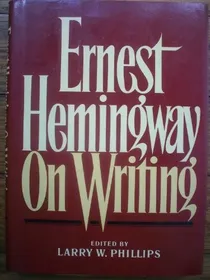 Ernest
Hemingway
On Writing
EDITED BY
LARRY W. PHILLIPS